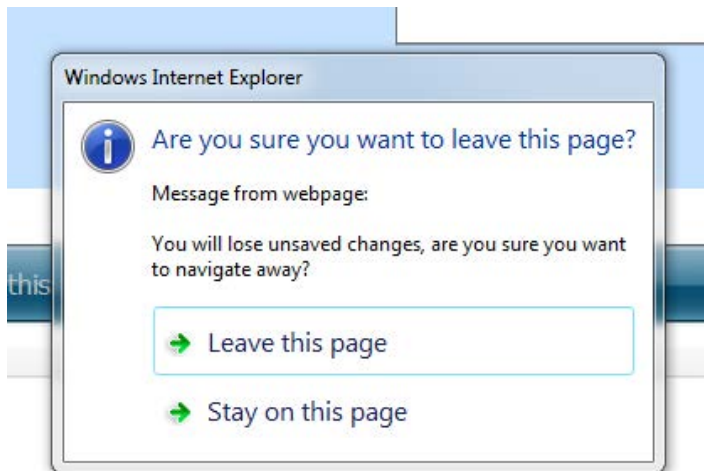 Windows Internet Explorer
Are you sure you want to leave this page?
Message from webpage:
You will lose unsaved changes, are you sure you want
to navigate away?
this
Leave this page
Stay on this page